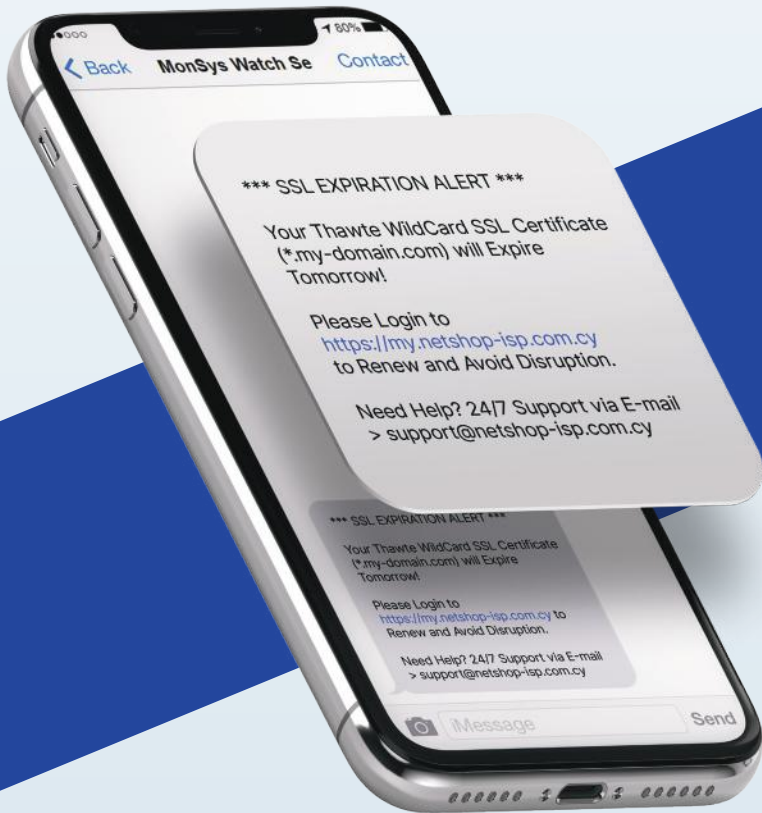 80%
Back MonSys Watch Se Contact
*** SSL EXPIRATION ALERT ***
Your Thawte WildCard SSL Certificate
(*.my-domain.com) will Expire
Tomorrow!
Please Login to
https://my.netshop-isp.com.cy
to Renew and Avoid Disruption.
Need Help? 24/7 Support via E-mail
> support@netshop-isp.com.cy
*** SSL EXPIRATION ALERT ***
Your Thawte WildCard SSL Certificate
(*.my-domain.com) will Expire
Tomorrow!
Please Login to
https://my.netshop-isp.com.cy to
Renew and Avoid Disruption.
Need Help? 24/7 Support via E-mail
> support@netshop-isp.com.cy
iMessage Send